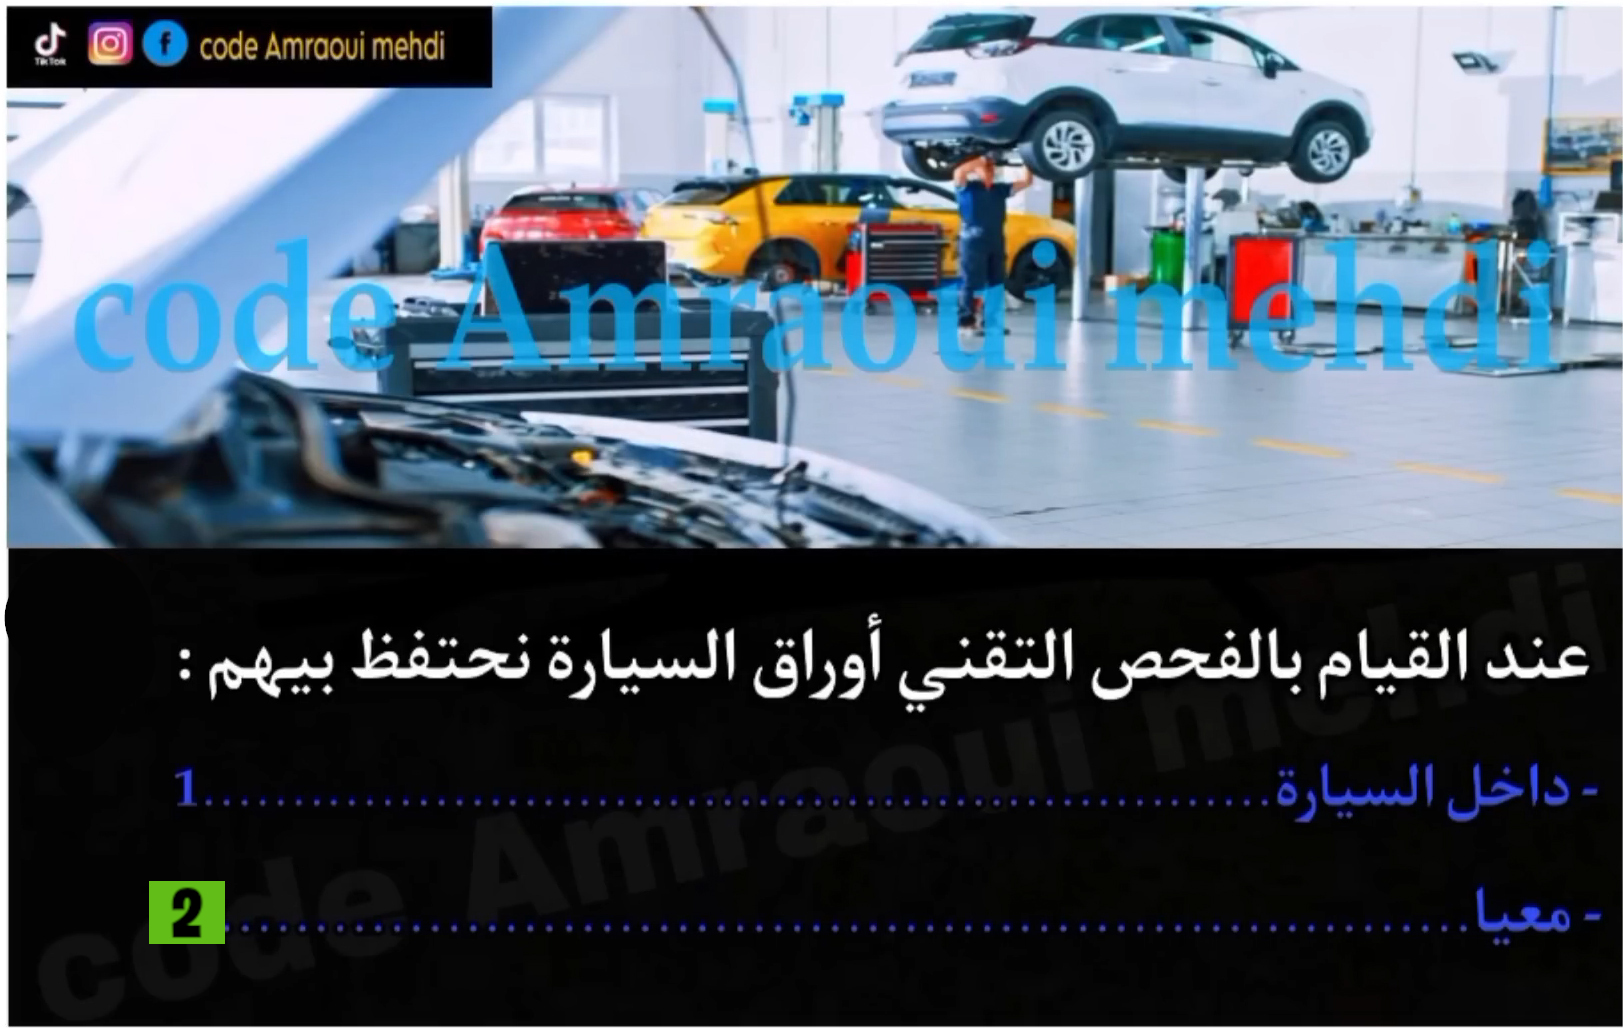 TikTok
code Amraoui mehdi
code Amraoui mehdi
عند القيام بالفحص التقني أوراق السيارة نحتفظ بيهم :
- داخل السيارة........................................................1
- معيا................................................................2
code Amraoui mehdi